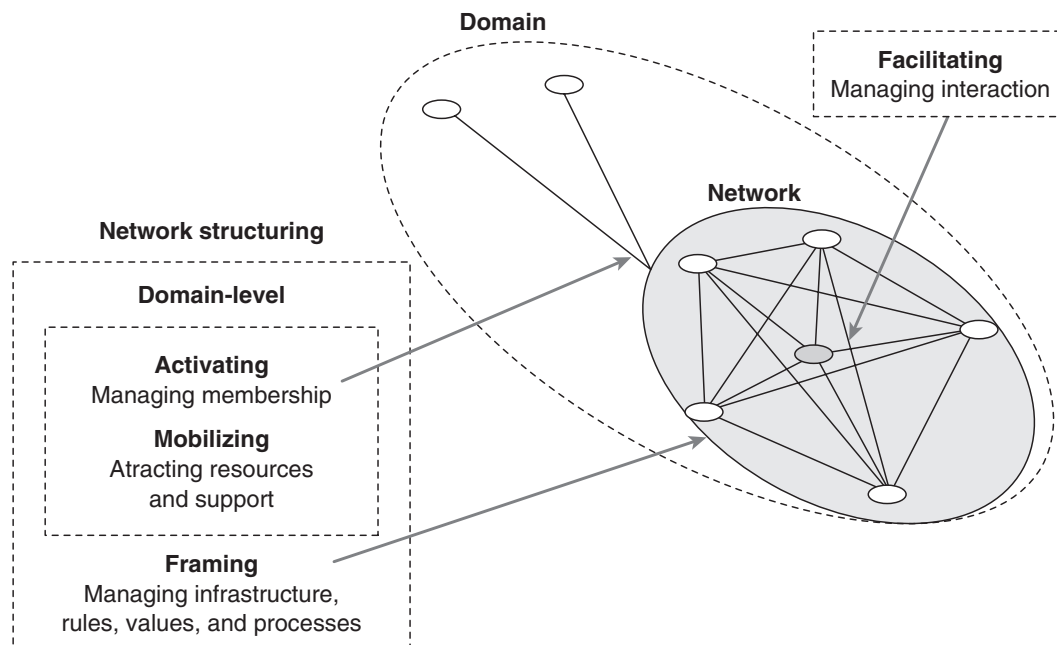 Domain
Facilitating
Managing interaction
Network
Network structuring
Domain-level
Activating
Managing membership
Mobilizing
Atracting resources
and support
Framing
Managing infrastructure,
rules, values, and processes